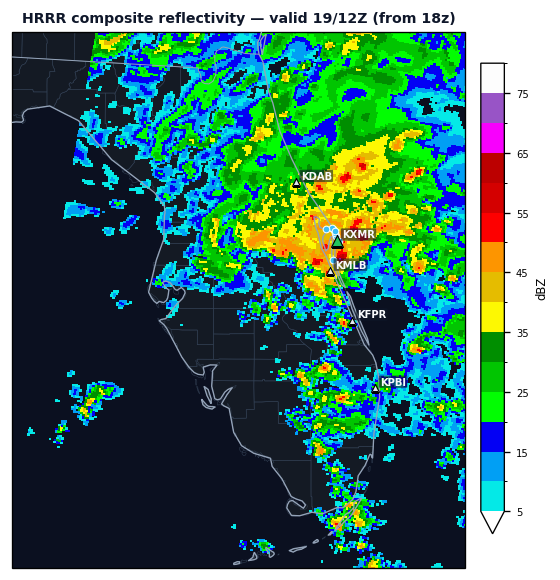 HRRR composite reflectivity — valid 19/12Z (from 18z)
75
65
55
45
35
25
15
5
dBZ
KDAB
KXMR
KMLB
KFPR
KPBI